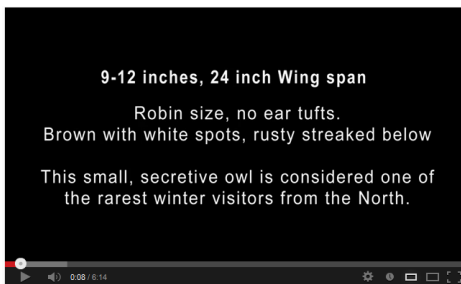 9-12 inches, 24 inch Wing span
Robin size, no ear tufts.
Brown with white spots, rusty streaked below
This small, secretive owl is considered one of
the rarest winter visitors from the North.
0:08 / 6:14